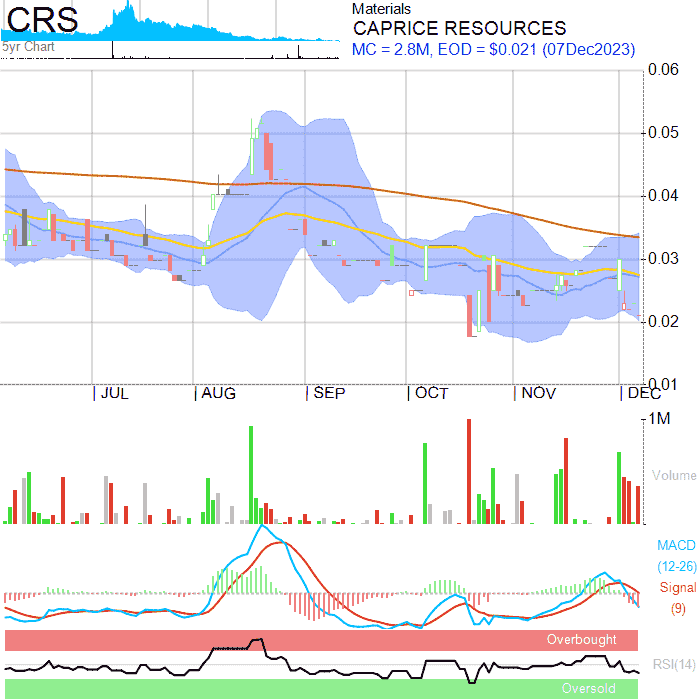 CRS
5yr Chart
Materials
CAPRICE RESOURCES
MC = 2.8M, EOD = $0.021 (07Dec2023)
0.06
0.05
0.04
0.03
0.02
0.01
JUL AUG SEP OCT NOV DEC
1M
Volume
MACD
(12-26)
Signal
(9)
Overbought
RSI(14)
Oversold